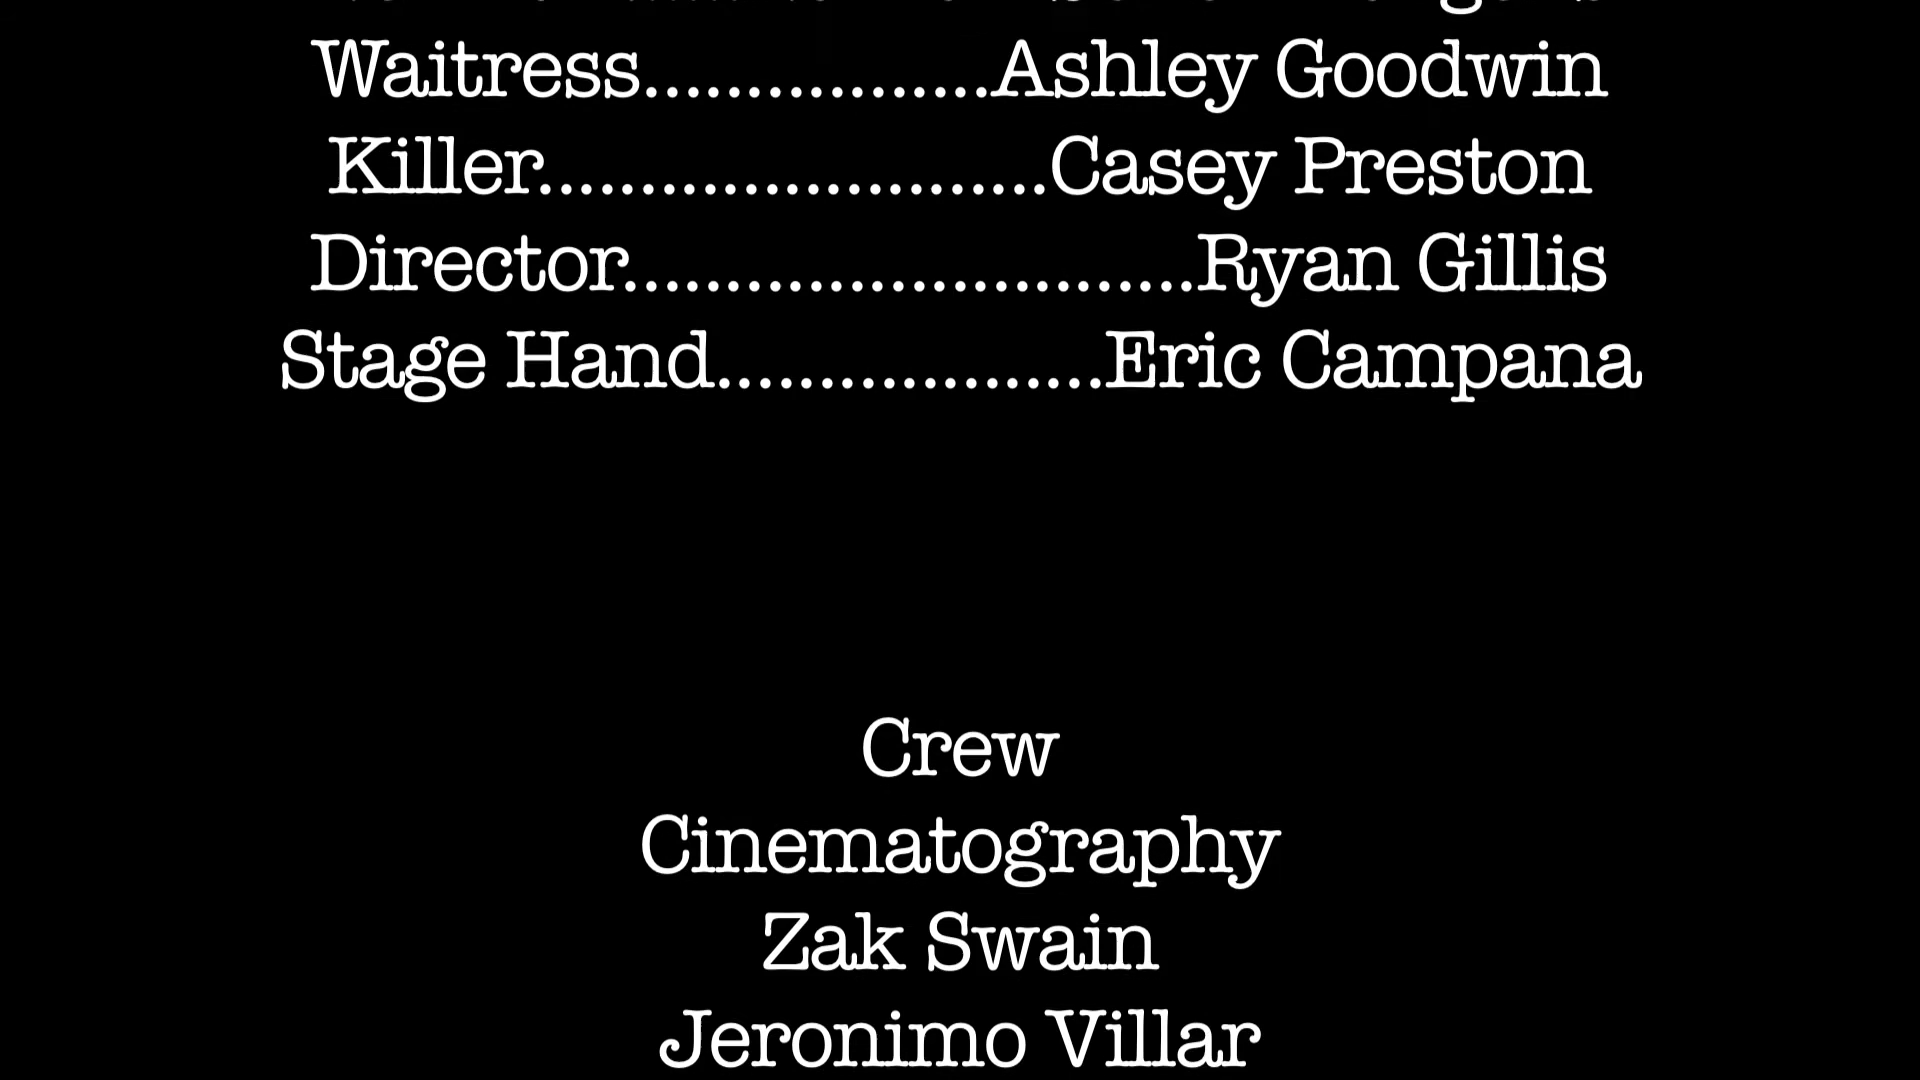 Waitress.................Ashley Goodwin
Killer.........................Casey Preston
Director............................Ryan Gillis
Stage Hand...................Eric Campana
Crew
Cinematography
Zak Swain
Jeronimo Villar